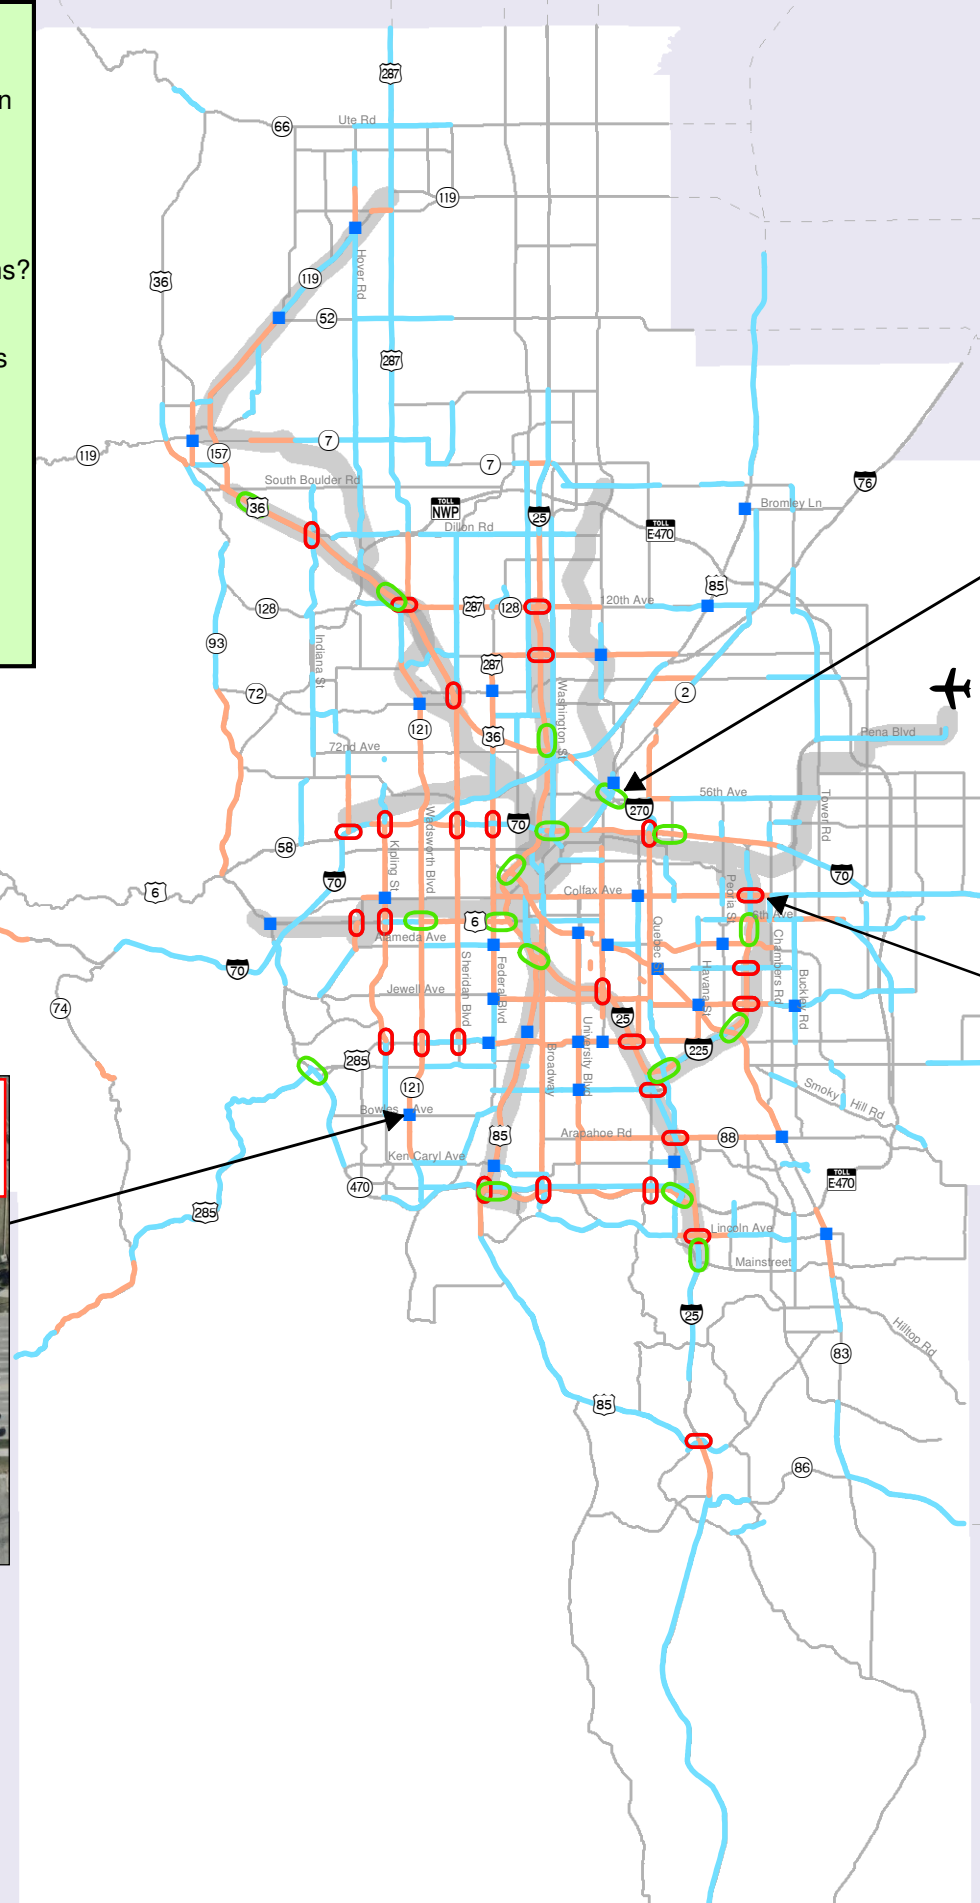 n
287
66
Ute Rd
119
36
ns?
119
Hover Rd
52
s
287
7
119
157
7
South Boulder Rd
76
36
TOLL
NWP
25
Bromley Ln
Dillon Rd
TOLL
E-470
85
128
287
128
120th Ave
93
Indiana St
287
72
2
121
Washington St
36
72nd Ave
Pena Blvd
56th Ave
270
Tower Rd
70
58
Wadsworth Blvd
Kipling St
70
70
6
Colfax Ave
Peoria St
6
6th Ave
Alameda Ave
Quebec St
70
Sheridan Blvd
Federal Blvd
Havana St
Chambers Rd
Buckley Rd
Jewell Ave
74
25
University Blvd
225
Broadway
285
121
Smoky Hill Rd
Bowles Ave
85
Arapahoe Rd
88
Ken Caryl Ave
TOLL
E-470
470
285
Lincoln Ave
Mainstreet
25
Hilltop Rd
83
85
86